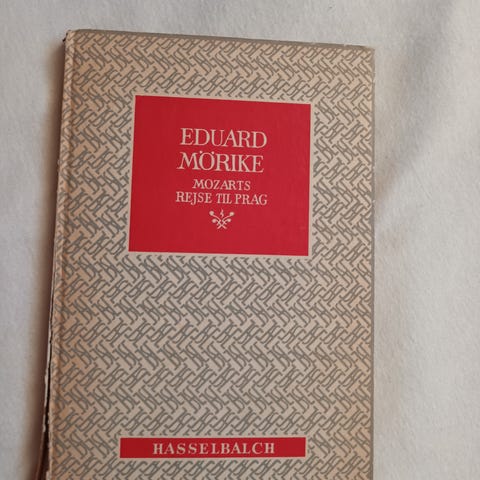 EDUARD
MÖRIKE
MOZARTS
REJSE TIL PRAG
HASSELBALCH